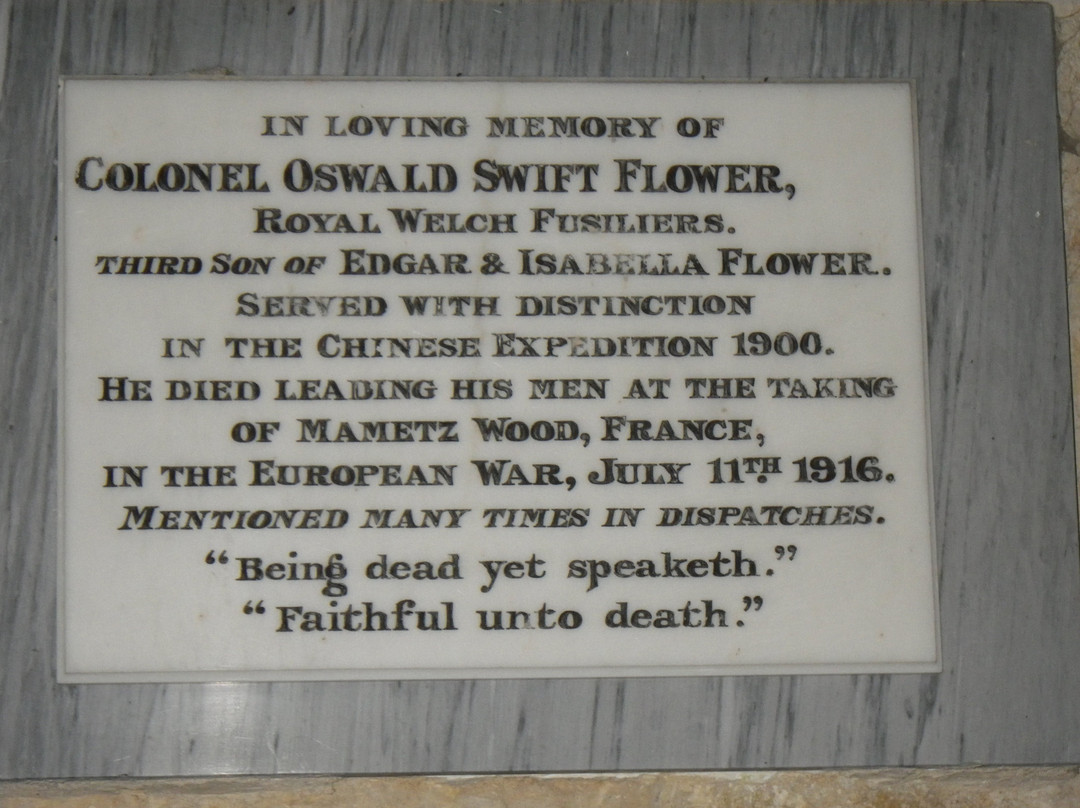 IN LOVING MEMORY OF
COLONEL OSWALD SWIFT FLOWER,
ROYAL WELCH FUSILIERS.
THIRD SON OF EDGAR & ISABELLA FLOWER.
SERVED WITH DISTINCTION
IN THE CHINESE EXPEDITION 1900.
HE DIED LEADING HIS MEN AT THE TAKING
OF MAMETZ WOOD, FRANCE,
IN THE EUROPEAN WAR, JULY 11TH. 1916.
MENTIONED MANY TIMES IN DISPATCHES.
“Being dead yet speaketh.”
“Faithful unto death.”